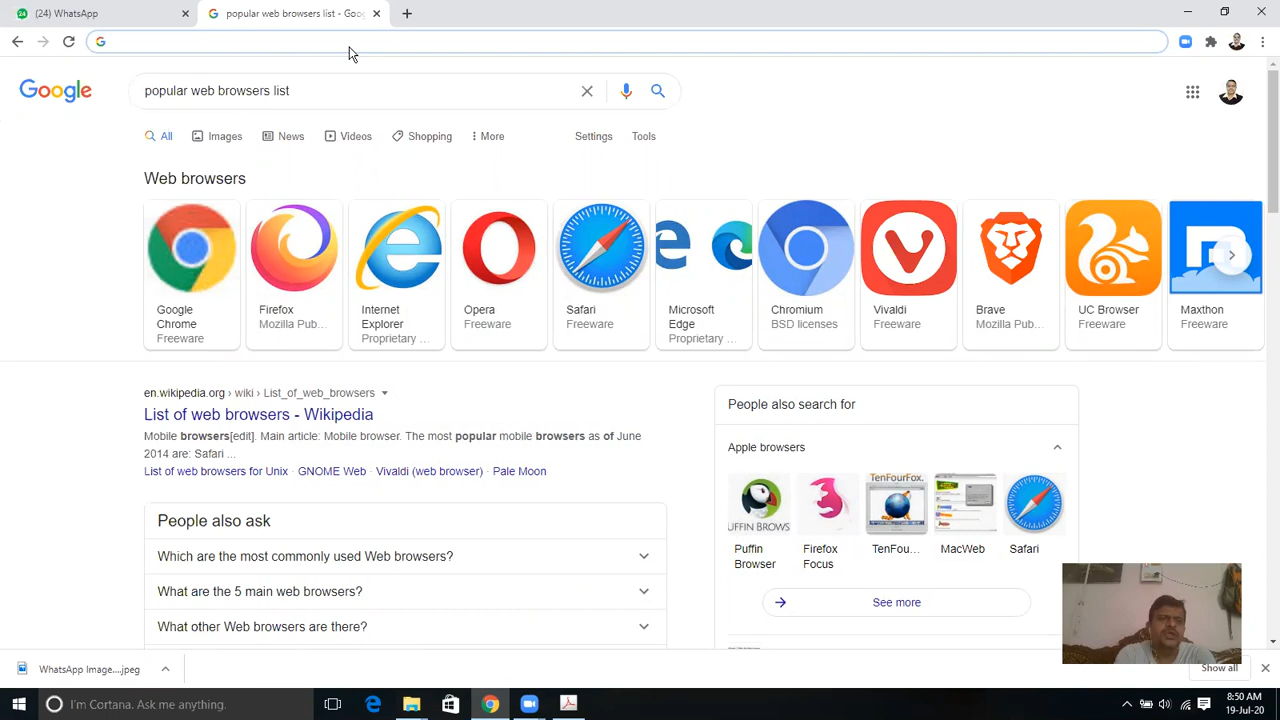 (24) WhatsApp
popular web browsers list - Goo
Google
popular web browsers list
All
Images
News
Videos
Shopping
More
Settings
Tools
Web browsers
Google
Chrome
Freeware
Firefox
Mozilla Pub...
Internet
Explorer
Proprietary ...
Opera
Freeware
Safari
Freeware
Microsoft
Edge
Proprietary ...
Chromium
BSD licenses
Vivaldi
Freeware
Brave
Mozilla Pub...
UC Browser
Freeware
Maxthon
Freeware
en.wikipedia.org › wiki › List_of_web_browsers
List of web browsers - Wikipedia
Mobile browsers[edit]. Main article: Mobile browser. The most popular mobile browsers as of June
2014 are: Safari ...
List of web browsers for Unix · GNOME Web · Vivaldi (web browser) · Pale Moon
People also ask
Which are the most commonly used Web browsers?
What are the 5 main web browsers?
What other Web browsers are there?
People also search for
Apple browsers
UFFIN BROWS
Puffin
Browser
Firefox
Focus
TenFourFox.
TenFou...
MacWeb
Safari
See more
WhatsApp Image....jpeg
Show all
I'm Cortana. Ask me anything.
8:50 AM
19-Jul-20